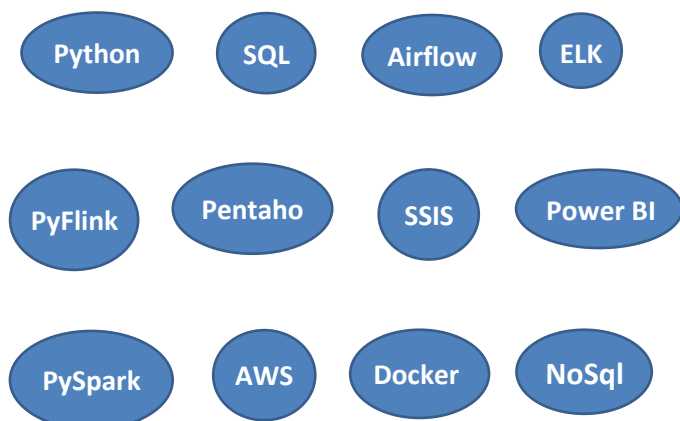 Python
SQL
Airflow
ELK
PyFlink
Pentaho
SSIS
Power BI
PySpark
AWS
Docker
NoSql